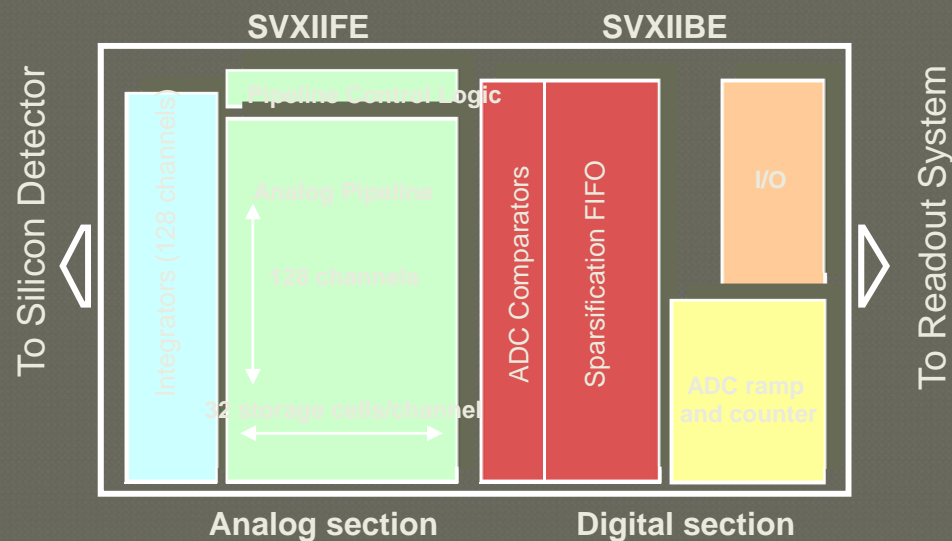 SVXIIFE
SVXIIBE
To Silicon Detector
Integrators (128 channels)
Pipeline Control Logic
Analog Pipeline
128 channels
32 storage cells/channel
ADC Comparators
Sparsification FIFO
I/O
ADC ramp
and counter
To Readout System
Analog section
Digital section